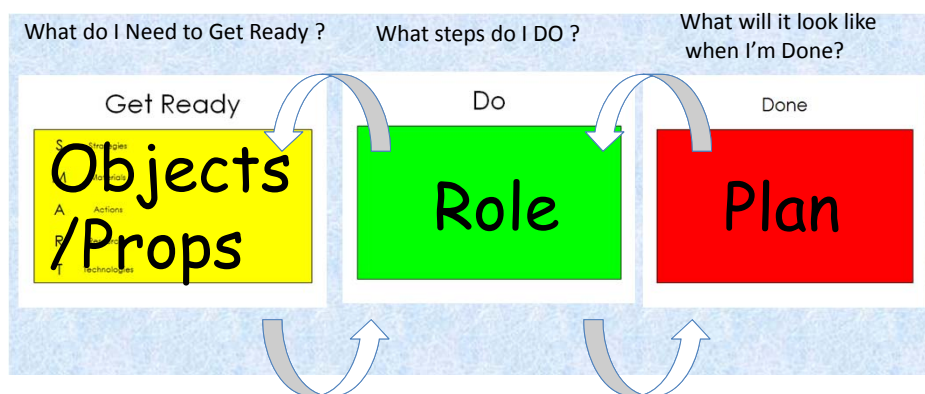 What do I Need to Get Ready ?
What steps do I DO ?
What will it look like
when I'm Done?
Get Ready
Do
Done
S Strategies
M Materials
A Actions
R
T Technologies
Objects
/Props
Role
Plan